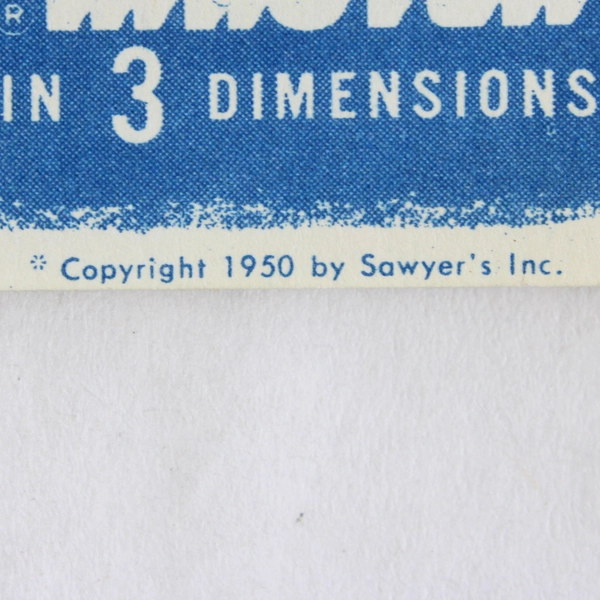 ®
IN 3 DIMENSIONS
* Copyright 1950 by Sawyer's Inc.